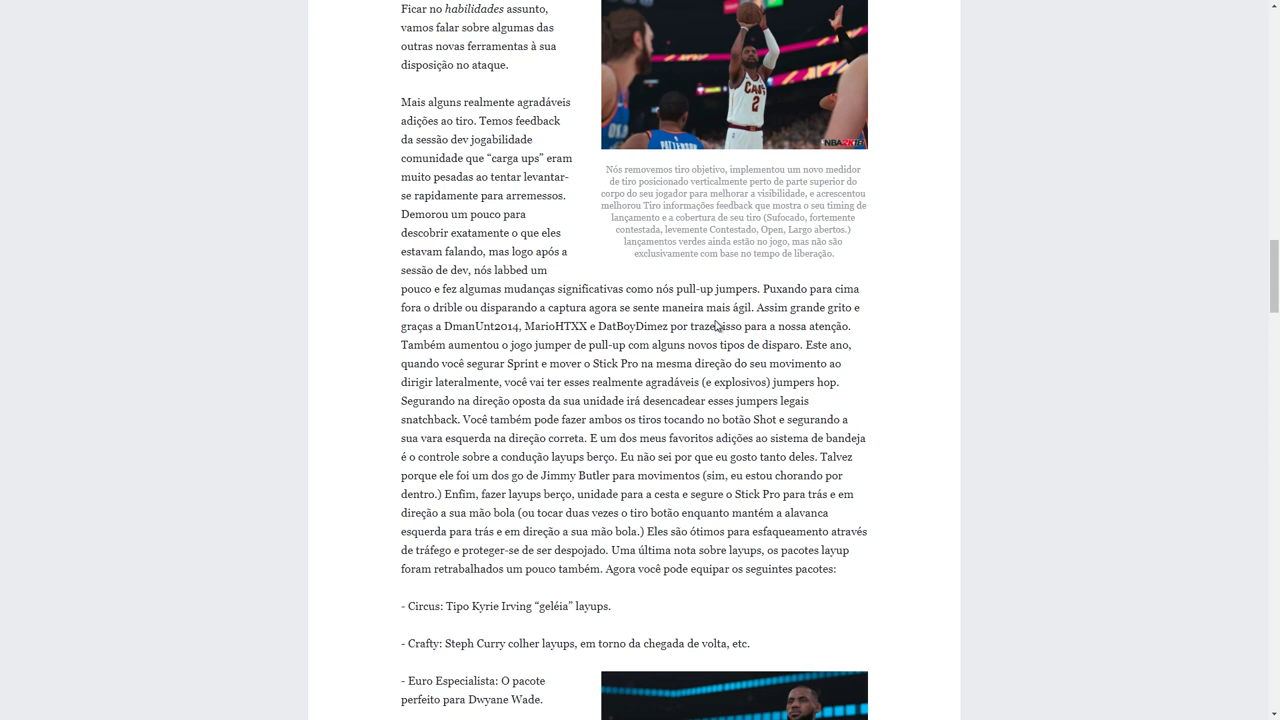 Ficar no habilidades assunto,
vamos falar sobre algumas das
outras novas ferramentas à sua
disposição no ataque.
Mais alguns realmente agradáveis
adições ao tiro. Temos feedback
da sessão dev jogabilidade
comunidade que “carga ups” eram
muito pesadas ao tentar levantar-
se rapidamente para arremessos.
Demorou um pouco para
descobrir exatamente o que eles
estavam falando, mas logo após a
sessão de dev, nós labbed um
CAVS
2
PATTERSON
NBA2K18
Nós removemos tiro objetivo, implementou um novo medidor
de tiro posicionado verticalmente perto de parte superior do
corpo do seu jogador para melhorar a visibilidade, e acrescentou
melhorou Tiro informações feedback que mostra o seu timing de
lançamento e a cobertura de seu tiro (Sufocado, fortemente
contestada, levemente Contestado, Open, Largo abertos.)
lançamentos verdes ainda estão no jogo, mas não são
exclusivamente com base no tempo de liberação.
pouco e fez algumas mudanças significativas como nós pull-up jumpers. Puxando para cima
fora o drible ou disparando a captura agora se sente maneira mais ágil. Assim grande grito e
graças a DmanUnt2014, MarioHTXX e DatBoyDimez por trazer isso para a nossa atenção.
Também aumentou o jogo jumper de pull-up com alguns novos tipos de disparo. Este ano,
quando você segurar Sprint e mover o Stick Pro na mesma direção do seu movimento ao
dirigir lateralmente, você vai ter esses realmente agradáveis (e explosivos) jumpers hop.
Segurando na direção oposta da sua unidade irá desencadear esses jumpers legais
snatchback. Você também pode fazer ambos os tiros tocando no botão Shot e segurando a
sua vara esquerda na direção correta. E um dos meus favoritos adições ao sistema de bandeja
é o controle sobre a condução layups berço. Eu não sei por que eu gosto tanto deles. Talvez
porque ele foi um dos go de Jimmy Butler para movimentos (sim, eu estou chorando por
dentro.) Enfim, fazer layups berço, unidade para a cesta e segure o Stick Pro para trás e em
direção a sua mão bola (ou tocar duas vezes o tiro botão enquanto mantém a alavanca
esquerda para trás e em direção a sua mão bola.) Eles são ótimos para esfaqueamento através
de tráfego e proteger-se de ser despojado. Uma última nota sobre layups, os pacotes layup
foram retrabalhados um pouco também. Agora você pode equipar os seguintes pacotes:
- Circus: Tipo Kyrie Irving “geléia” layups.
- Crafty: Steph Curry colher layups, em torno da chegada de volta, etc.
- Euro Especialista: O pacote
perfeito para Dwyane Wade.